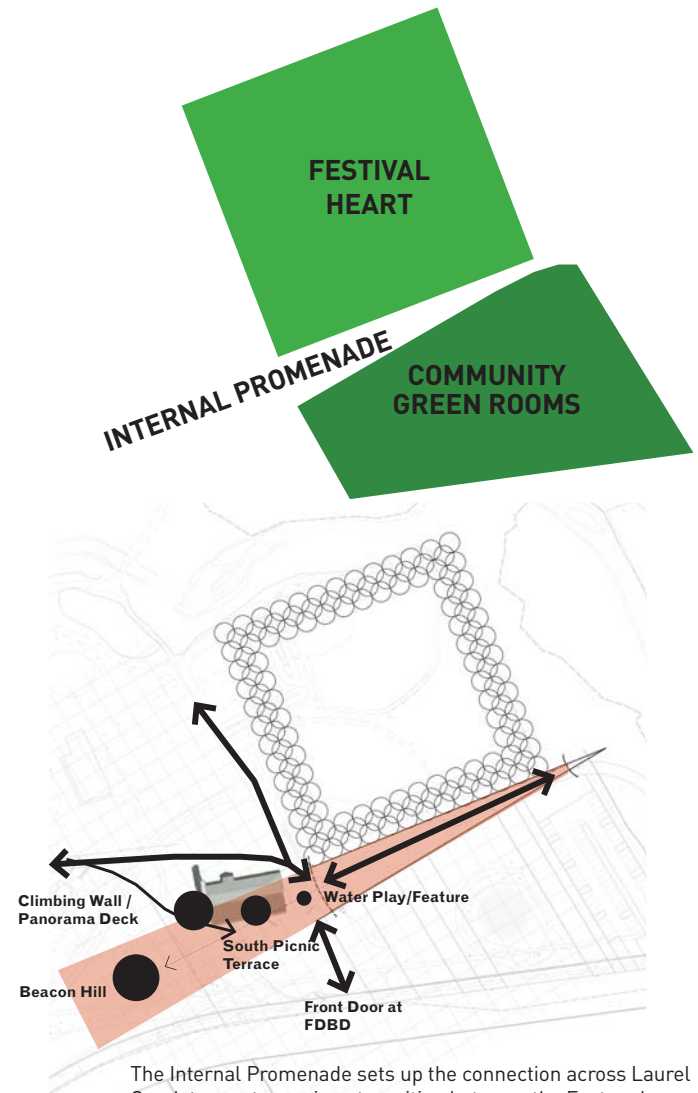 FESTIVAL
HEART
INTERNAL PROMENADE
COMMUNITY
GREEN ROOMS
Climbing Wall /
Panorama Deck
Water Play/Feature
South Picnic
Terrace
Beacon Hill
Front Door at
FDBD
The Internal Promenade sets up the connection across Laurel